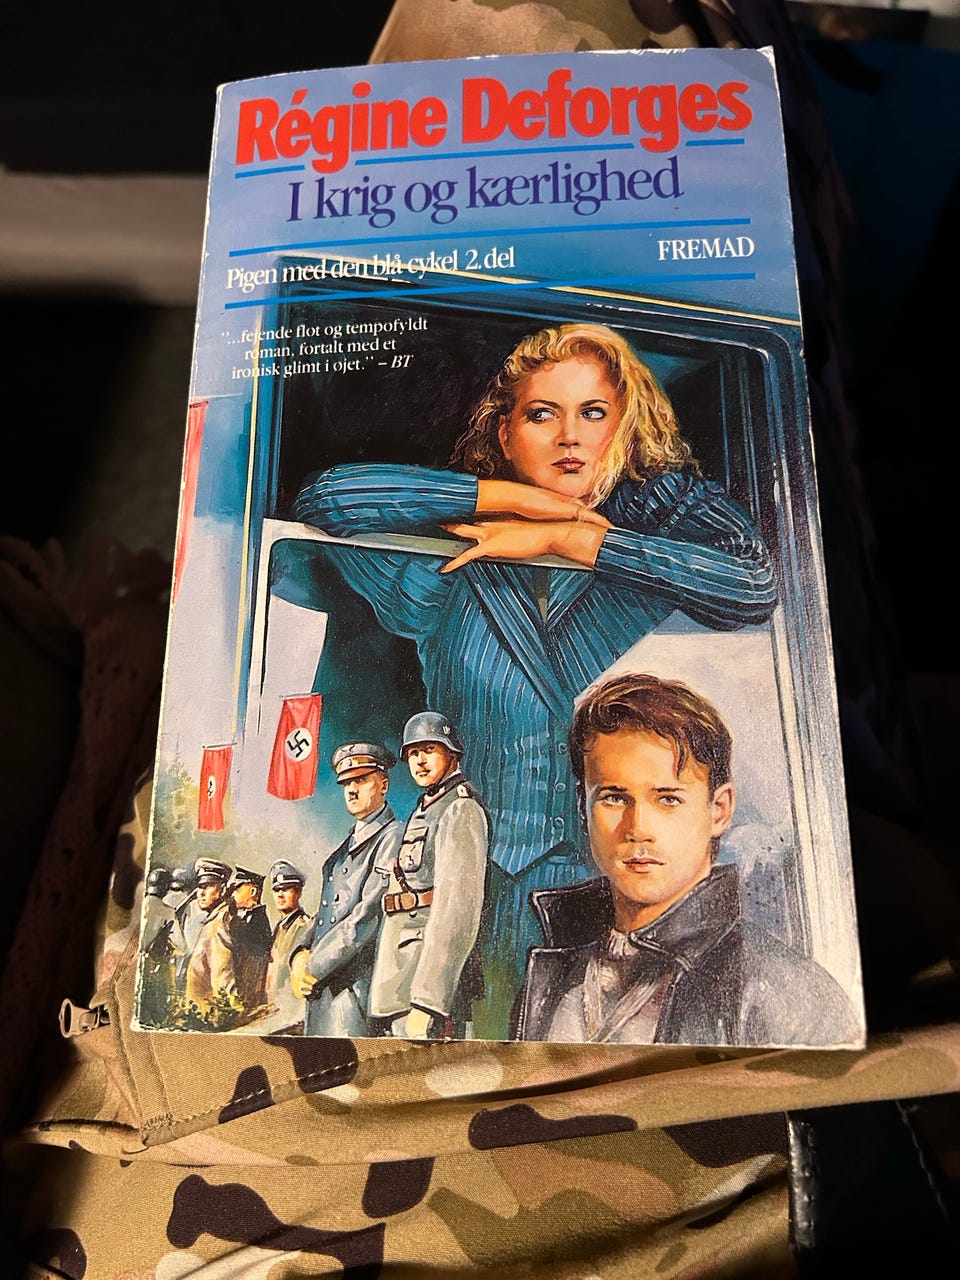 Régine Deforges
I krig og kærlighed
Pigen med den blå cykel 2. del
FREMAD
"...fejende flot og tempofyldt
roman, fortalt med et
ironisk glimt i øjet." – BT